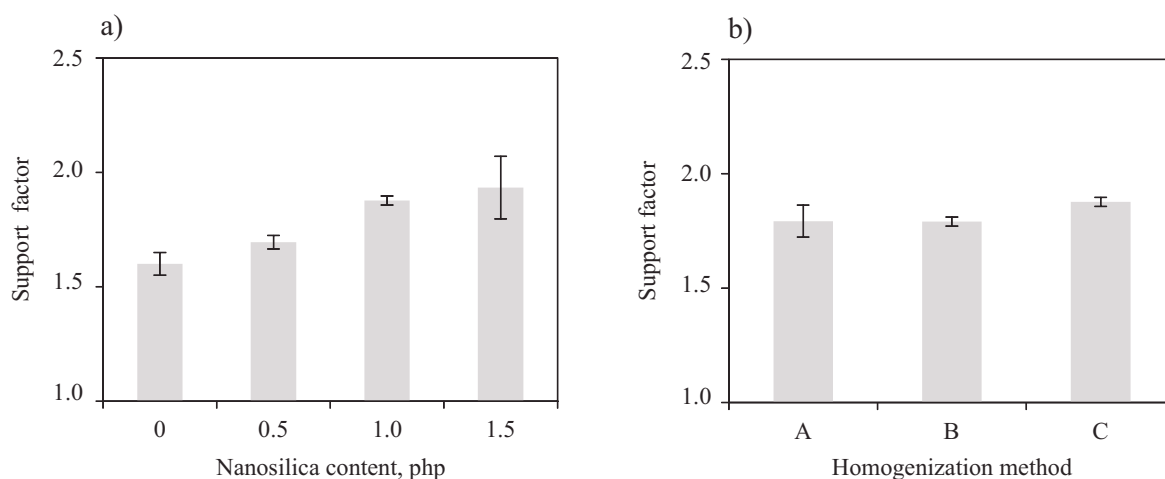 a)
2.5
2.0
1.5
1.0
Support factor
0 0.5 1.0 1.5
Nanosilica content, php
b)
2.5
2.0
1.5
1.0
Support factor
A B C
Homogenization method